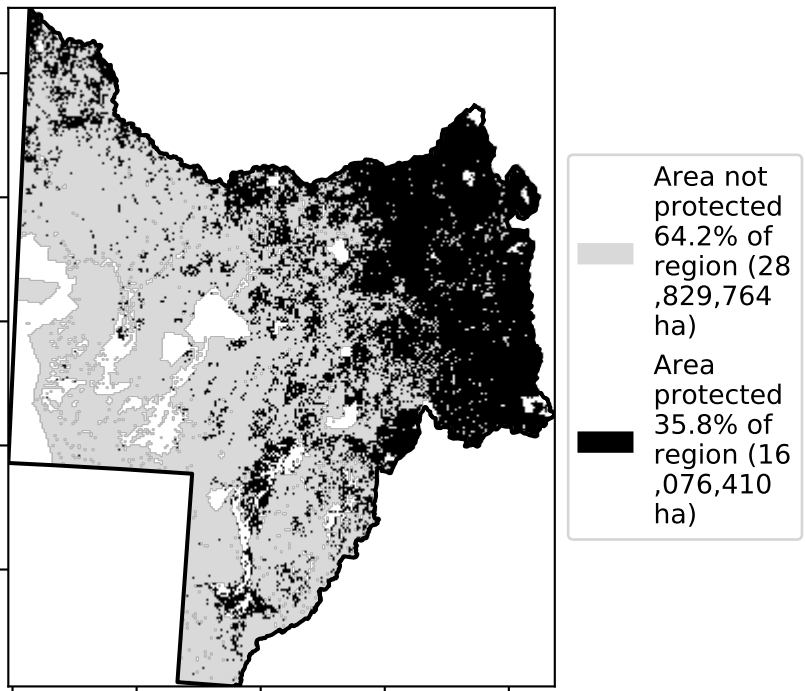 Area not
protected
64.2% of
region (28
,829,764
ha)
Area
protected
35.8% of
region (16
,076,410
ha)